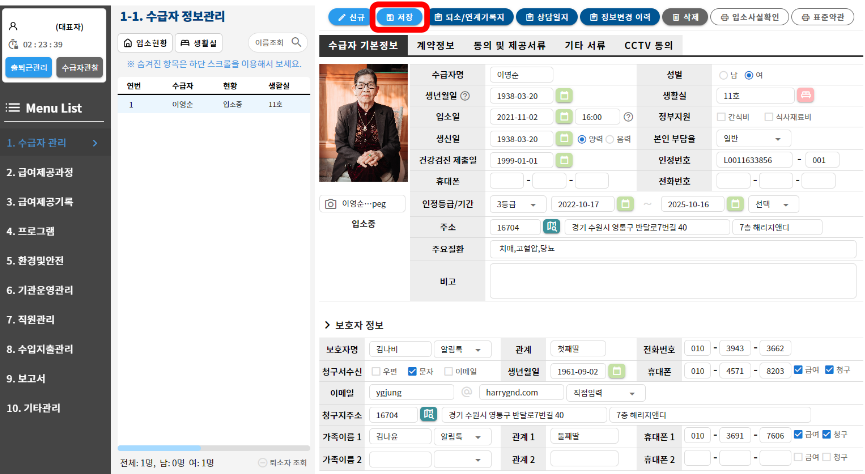 (대표자)
02 : 23 : 39
출퇴근관리 수급자관찰
Menu List
1. 수급자 관리
2. 급여제공과정
3. 급여제공기록
4. 프로그램
5. 환경및안전
6. 기관운영관리
7. 직원관리
8. 수입지출관리
9. 보고서
10. 기타관리
1-1. 수급자 정보관리
입소현황 생활실 이름조회
※ 숨겨진 항목은 하단 스크롤을 이용해서 보세요.
연번 수급자 현황 생활실
1 이영순 입소중 11호
전체: 1명, 남: 0명 여: 1명 퇴소자 조회
신규 저장 퇴소/연계기록지 상담일지 정보변경 이력 삭제 입소사실확인 표준약관
수급자 기본정보 계약정보 동의 및 제공서류 기타 서류 CCTV 동의
이영순···peg
입소중
수급자명 이영순 성별 남 여
생년월일 1938-03-20 생활실 11호
입소일 2021-11-02 16:00 정부지원 간식비 식사재료비
생신일 1938-03-20 양력 음력 본인 부담율 일반
건강검진 제출일 1999-01-01 인정번호 L0011633856 - 001
휴대폰 - - 전화번호 - -
인정등급/기간 3등급 2022-10-17 ~ 2025-10-16 선택
주소 16704 경기 수원시 영통구 반달로7번길 40 7층 해리지앤디
주요질환 치매,고혈압,당뇨
비고
보호자 정보
보호자명 김나비 알림톡 관계 첫째딸 전화번호 010 - 3943 - 3662
청구서수신 우편 문자 이메일 생년월일 1961-09-02 휴대폰 010 - 4571 - 8203 급여 청구
이메일 ygjung @ harrygnd.com 직접입력
청구지주소 16704 경기 수원시 영통구 반달로7번길 40 7층 해리지앤디
가족이름 1 김나윤 알림톡 관계 1 둘째딸 휴대폰 1 010 - 3691 - 7606 급여 청구
가족이름 2 관계 2 휴대폰 2 - - 급여 청구